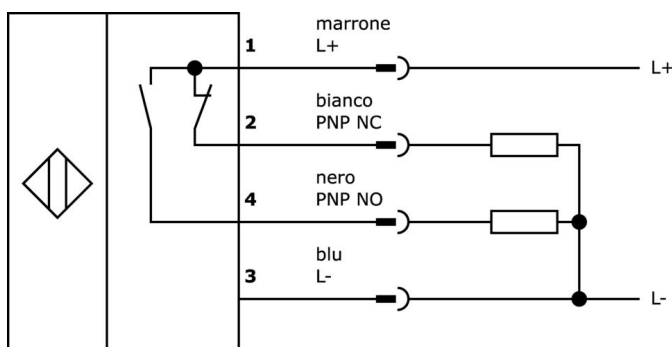 marrone
1 L+
L+
bianco
2 PNP NC
nero
4 PNP NO
blu
3 L-
L-